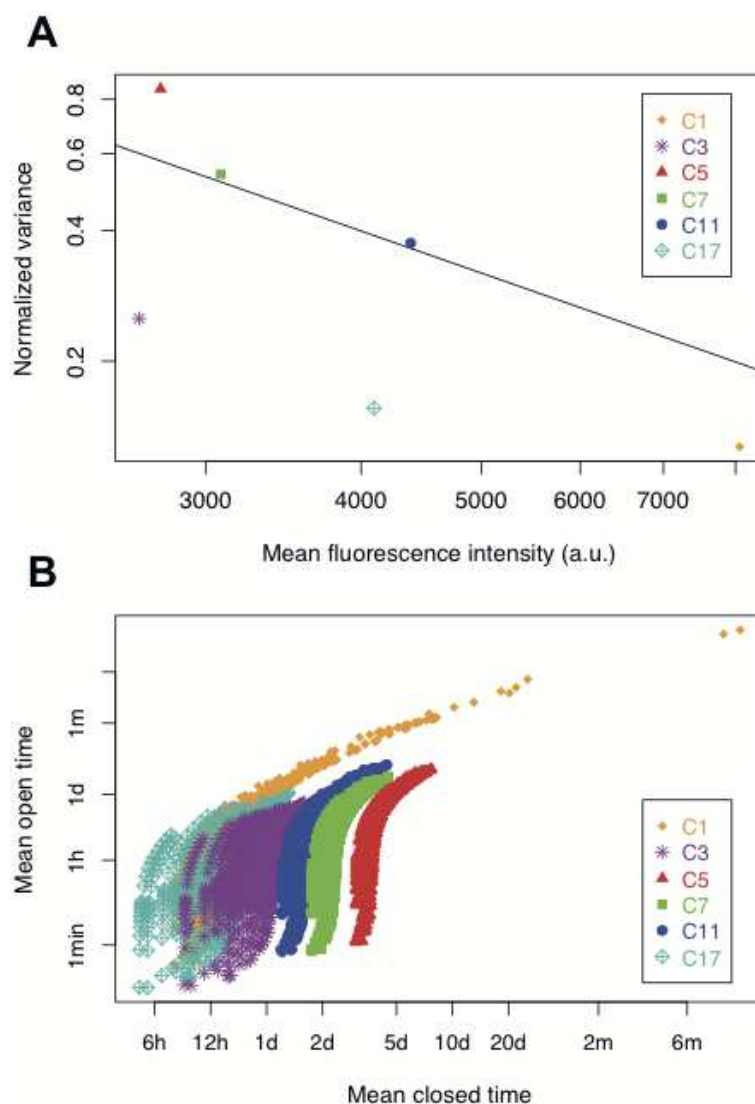 A
0.8
0.6
0.4
0.2
Normalized variance
C1
C3
C5
C7
C11
C17
3000 4000 5000 6000 7000
Mean fluorescence intensity (a.u.)
B
1m
1d
1h
1min
Mean open time
C1
C3
C5
C7
C11
C17
6h 12h 1d 2d 5d 10d 20d 2m 6m
Mean closed time